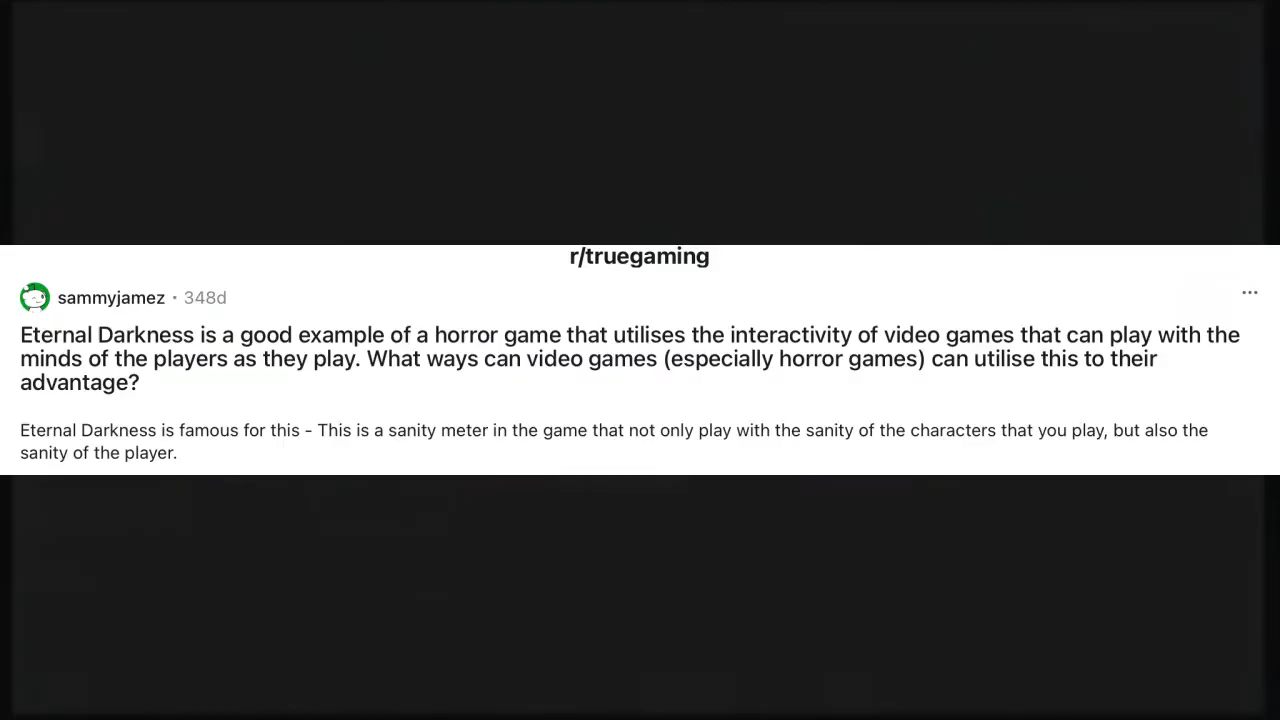 r/truegaming
sammyjamez · 348d
Eternal Darkness is a good example of a horror game that utilises the interactivity of video games that can play with the
minds of the players as they play. What ways can video games (especially horror games) can utilise this to their
advantage?
Eternal Darkness is famous for this - This is a sanity meter in the game that not only play with the sanity of the characters that you play, but also the
sanity of the player.